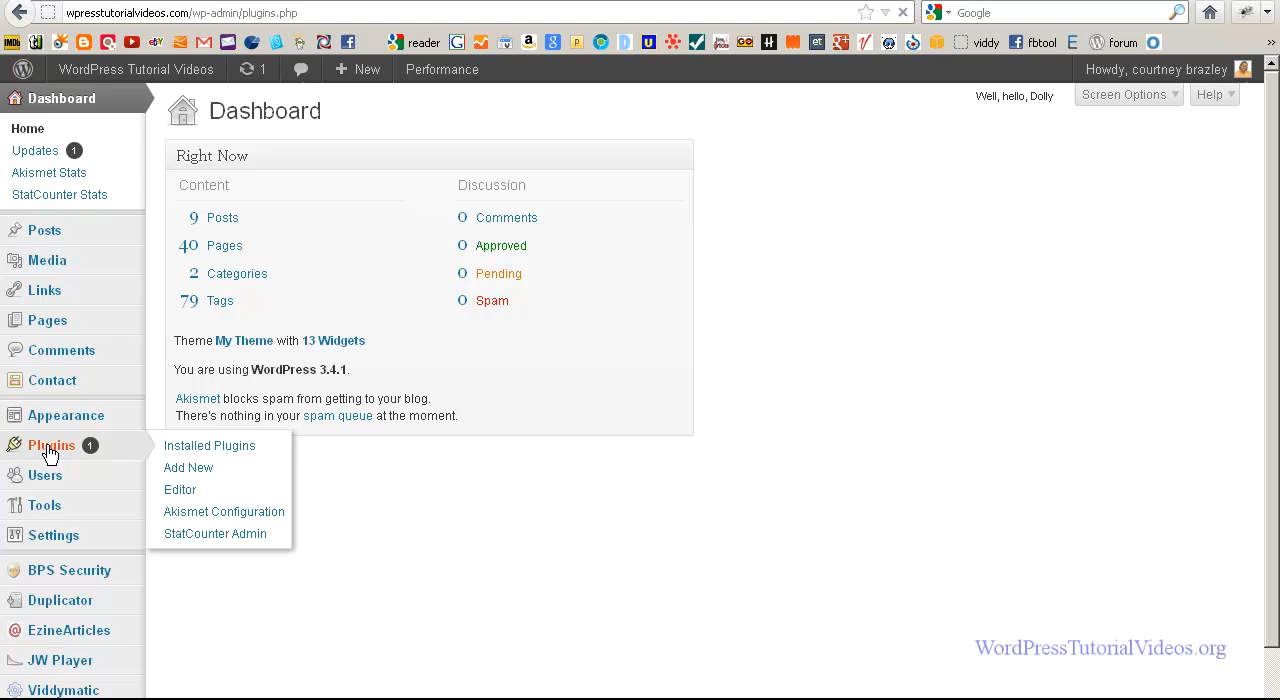 wpresstutorialvideos.com/wp-admin/plugins.php
Google
IMDb
reader
viddy
fbtool
forum
WordPress Tutorial Videos
1
New
Performance
Howdy, courtney brazley
Well, hello, Dolly
Screen Options
Help
Dashboard
Home
Updates 1
Akismet Stats
StatCounter Stats
Posts
Media
Links
Pages
Comments
Contact
Appearance
Plugins 1
Users
Tools
Settings
BPS Security
Duplicator
EzineArticles
JW Player
Viddymatic
Dashboard
Right Now
Content
9 Posts
40 Pages
2 Categories
79 Tags
Discussion
0 Comments
0 Approved
0 Pending
0 Spam
Theme My Theme with 13 Widgets
You are using WordPress 3.4.1.
Akismet blocks spam from getting to your blog.
There's nothing in your spam queue at the moment.
Installed Plugins
Add New
Editor
Akismet Configuration
StatCounter Admin
WordPressTutorialVideos.org